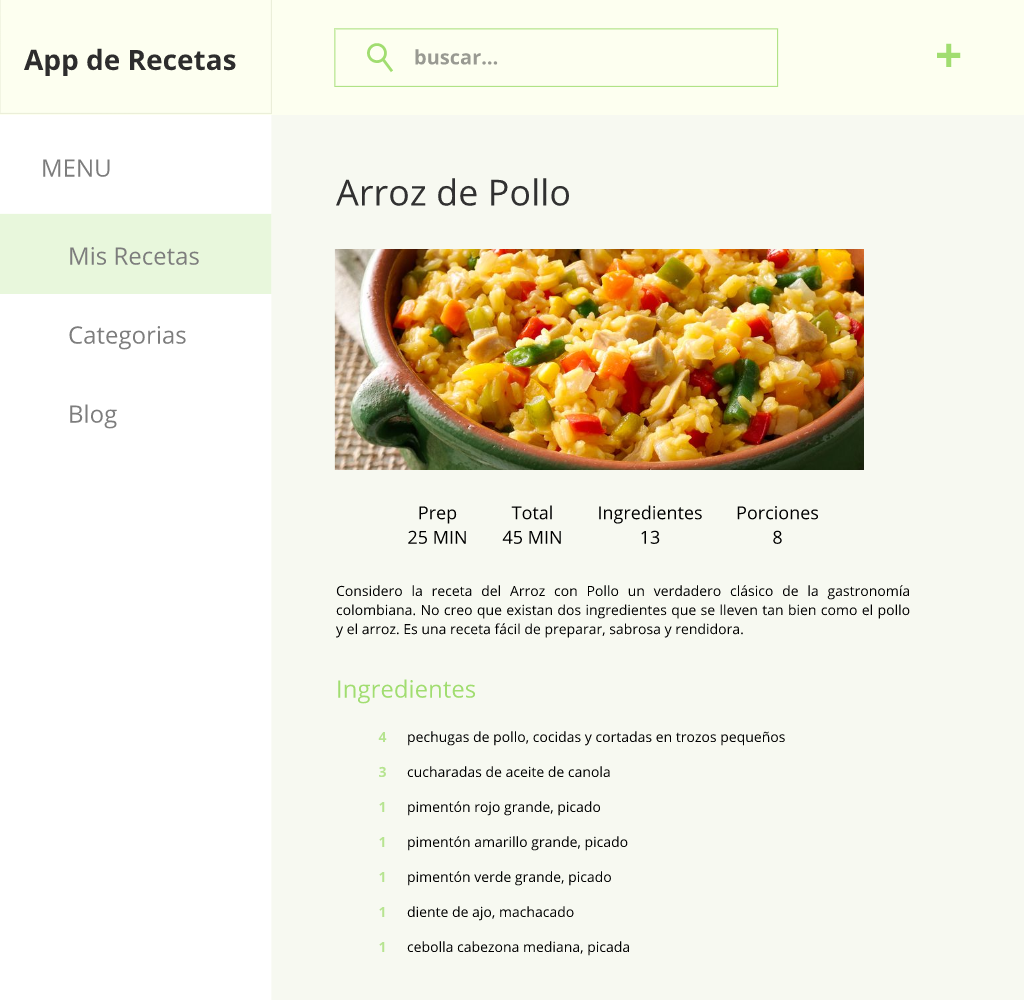 App de Recetas
buscar...
+
MENU
Mis Recetas
Categorias
Blog
Arroz de Pollo
Prep Total Ingredientes Porciones
25 MIN 45 MIN 13 8
Considero la receta del Arroz con Pollo un verdadero clásico de la gastronomía
colombiana. No creo que existan dos ingredientes que se lleven tan bien como el pollo
y el arroz. Es una receta fácil de preparar, sabrosa y rendidora.
Ingredientes
4 pechugas de pollo, cocidas y cortadas en trozos pequeños
3 cucharadas de aceite de canola
1 pimentón rojo grande, picado
1 pimentón amarillo grande, picado
1 pimentón verde grande, picado
1 diente de ajo, machacado
1 cebolla cabezona mediana, picada